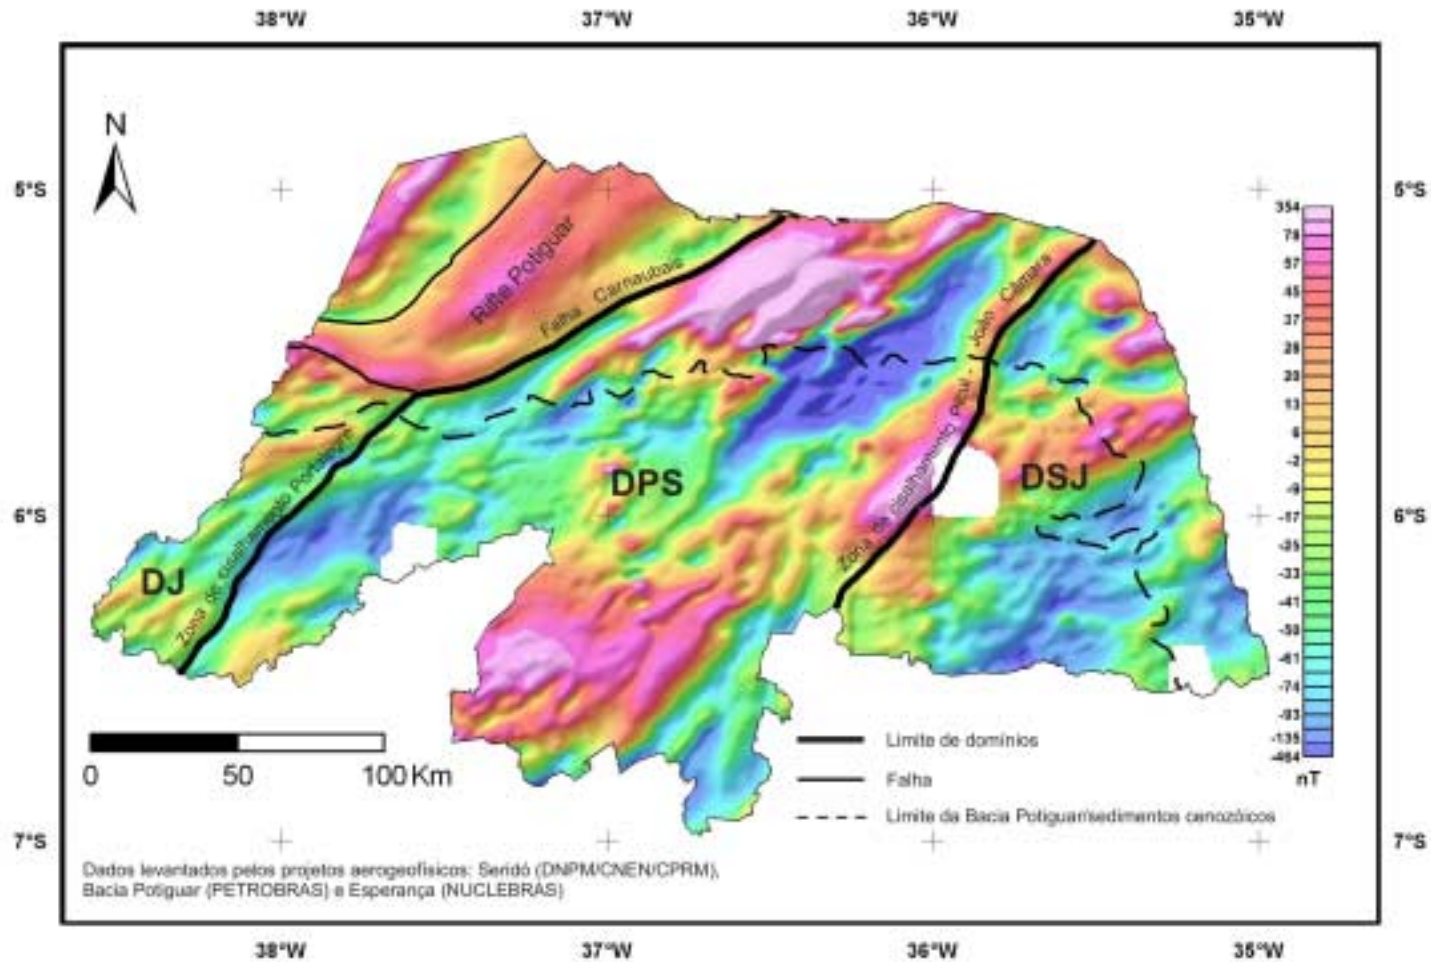 38°W 37°W 36°W 35°W
N
5°S 5°S
Rifte Potiguar
Falha Carnaubais
Zona de cisalhamento Picuí - João Câmara
Zona de cisalhamento Portalegre
DPS
DSJ
DJ
6°S 6°S
354
78
57
45
37
28
20
13
6
-2
-9
-17
-25
-33
-41
-50
-61
-74
-93
-135
-464
nT
0 50 100 Km
Limite de domínios
Falha
Limite da Bacia Potiguar/sedimentos cenozóicos
7°S 7°S
Dados levantados pelos projetos aerogeofísicos: Seridó (DNPM/CNEN/CPRM),
Bacia Potiguar (PETROBRAS) e Esperança (NUCLEBRÁS)
38°W 37°W 36°W 35°W